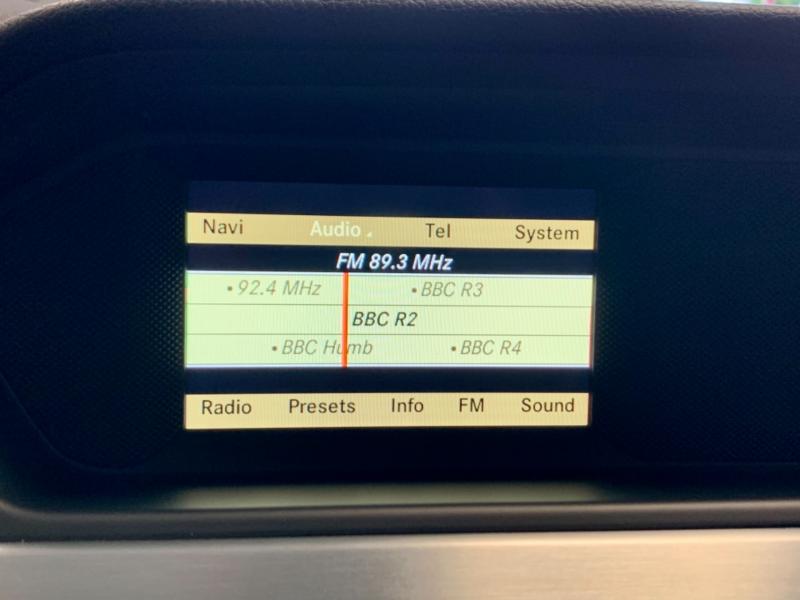 Navi Audio Tel System
FM 89.3 MHz
•92.4 MHz •BBC R3
BBC R2
•BBC Humb •BBC R4
Radio Presets Info FM Sound